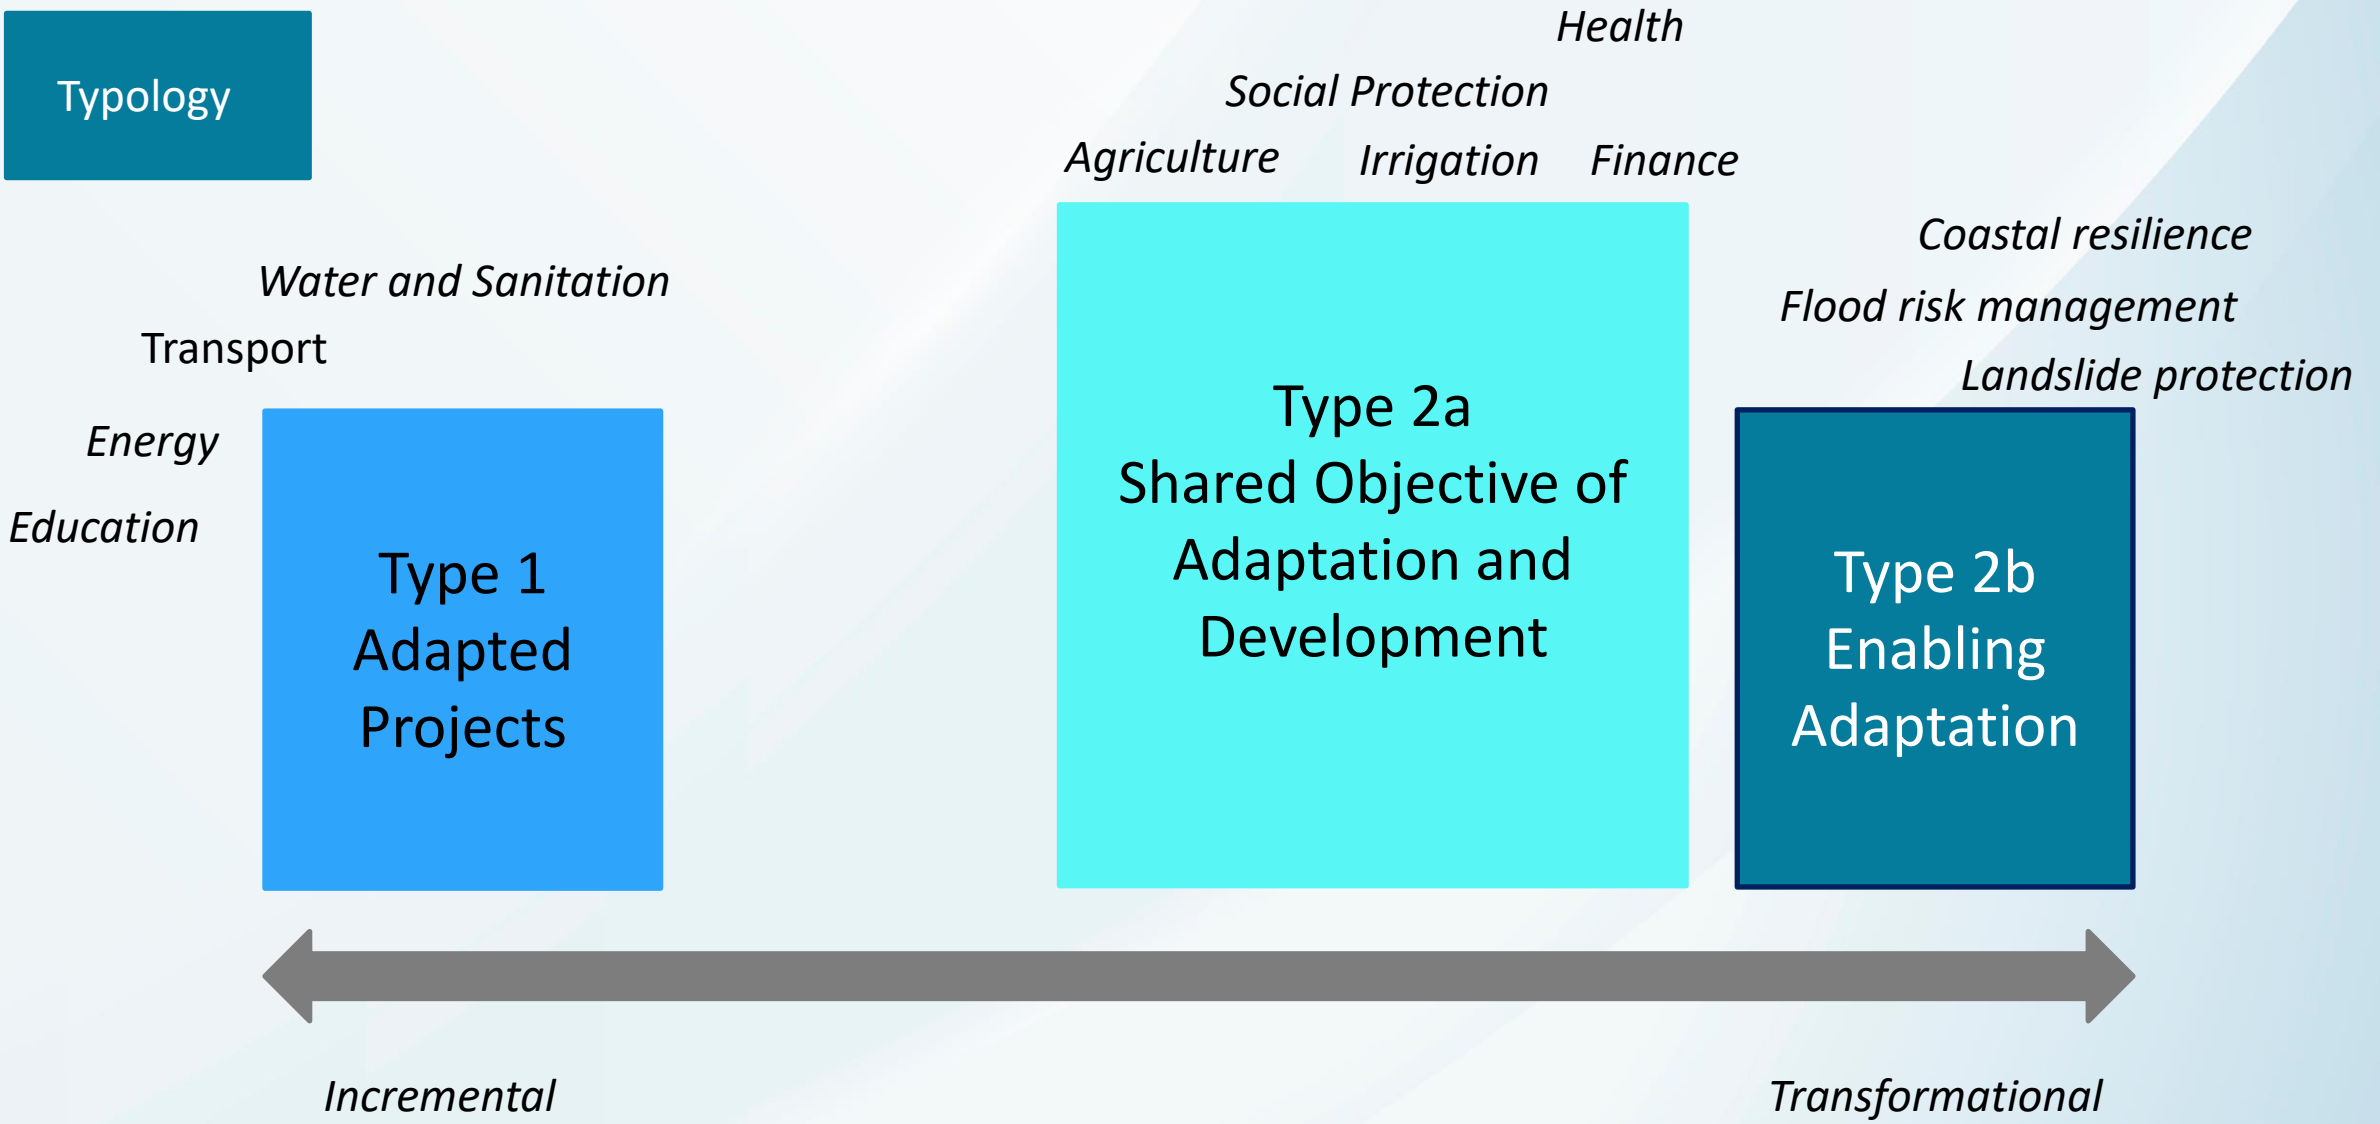 Typology
Health
Social Protection
Agriculture
Irrigation
Finance
Coastal resilience
Flood risk management
Landslide protection
Water and Sanitation
Transport
Energy
Education
Type 1
Adapted
Projects
Type 2a
Shared Objective of
Adaptation and
Development
Type 2b
Enabling
Adaptation
Incremental
Transformational